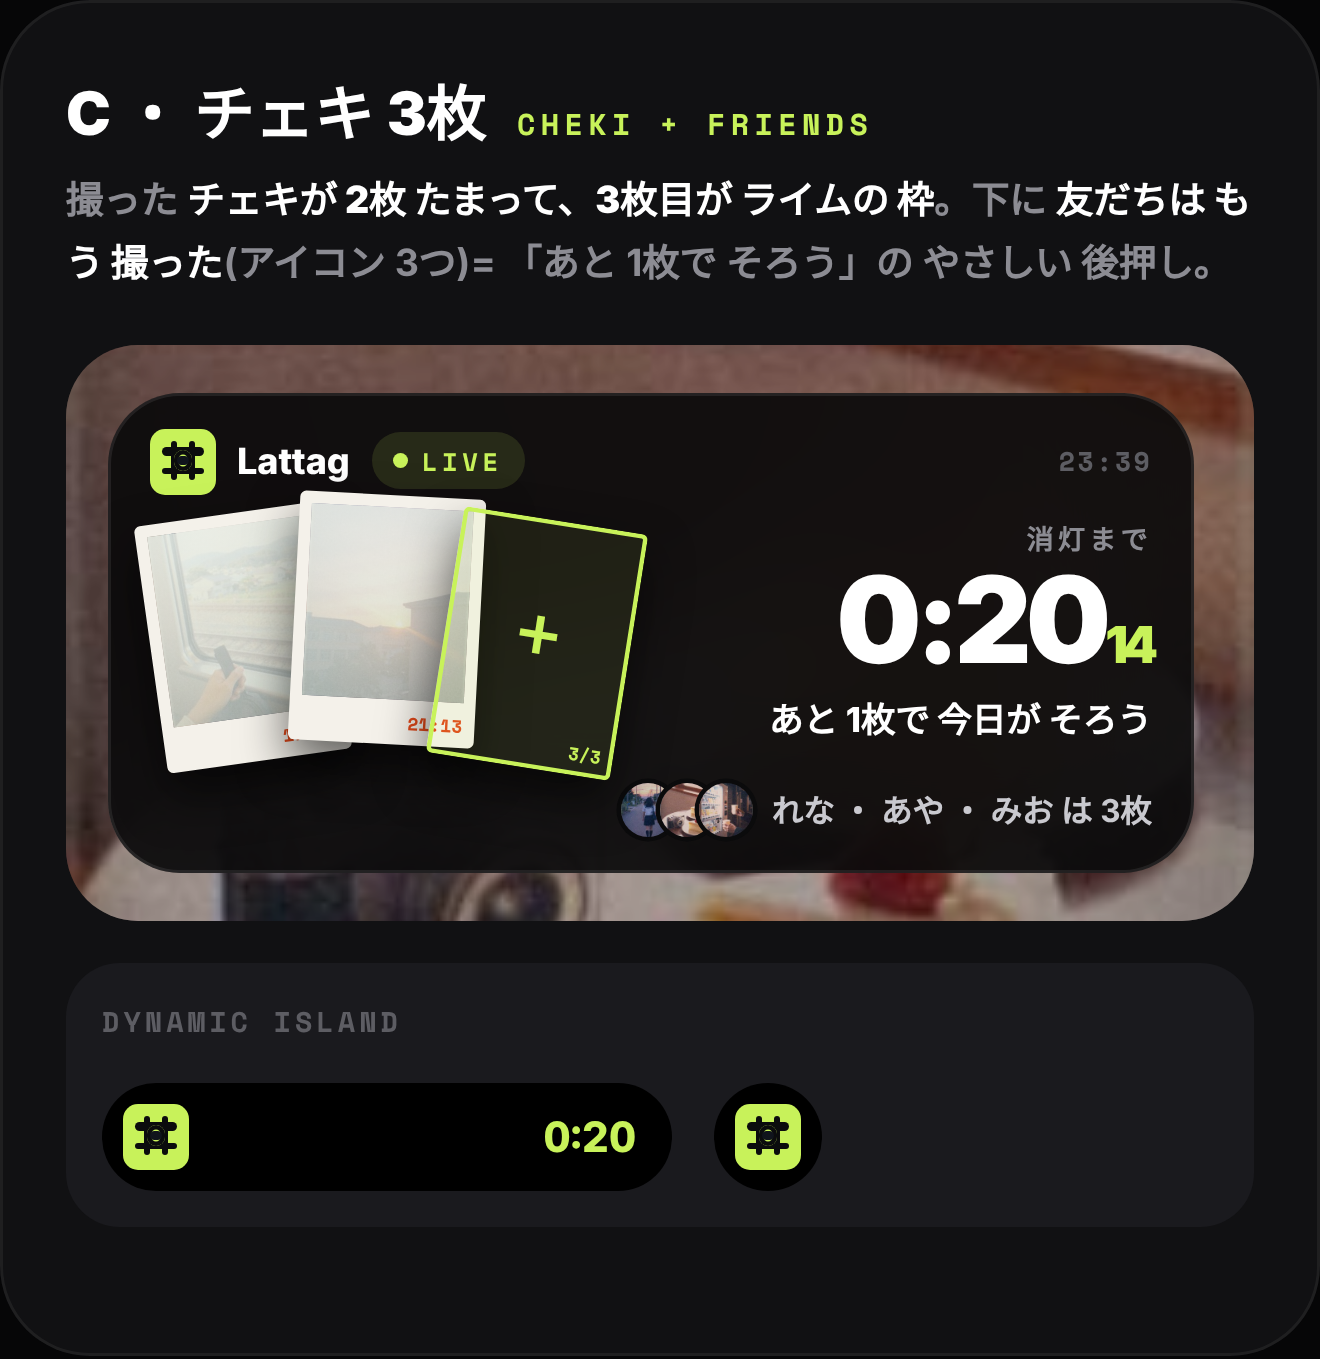 C ・ チェキ 3枚 CHEKI + FRIENDS
撮った チェキが 2枚 たまって、3枚目が ライムの 枠。下に 友だちは も
う 撮った(アイコン 3つ)= 「あと 1枚で そろう」の やさしい 後押し。
Lattag LIVE 23:39
消灯まで
0:20 14
21:13
3/3
あと 1枚で 今日が そろう
れな ・ あや ・ みお は 3枚
DYNAMIC ISLAND
0:20